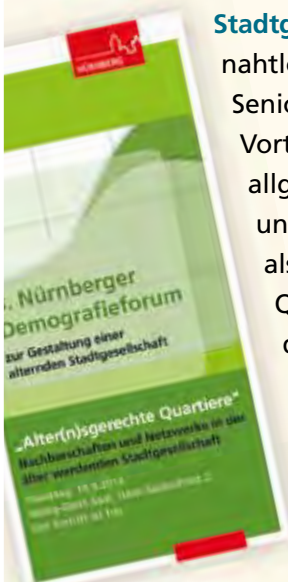 NÜRNBERG
. Nürnberger
Demografieforum
zur Gestaltung einer
alternden Stadtgesellschaft
„Alter(n)sgerechte Quartiere“
Nachbarschaften und Netzwerke in der
älter werdenden Stadtgesellschaft
Stadtg
nahtl
Senio
Vort
allg
un
als
Q